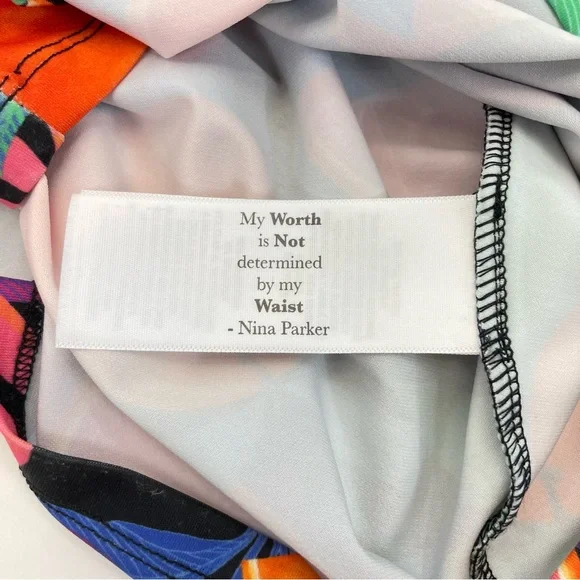 My Worth
is Not
determined
by my
Waist
- Nina Parker